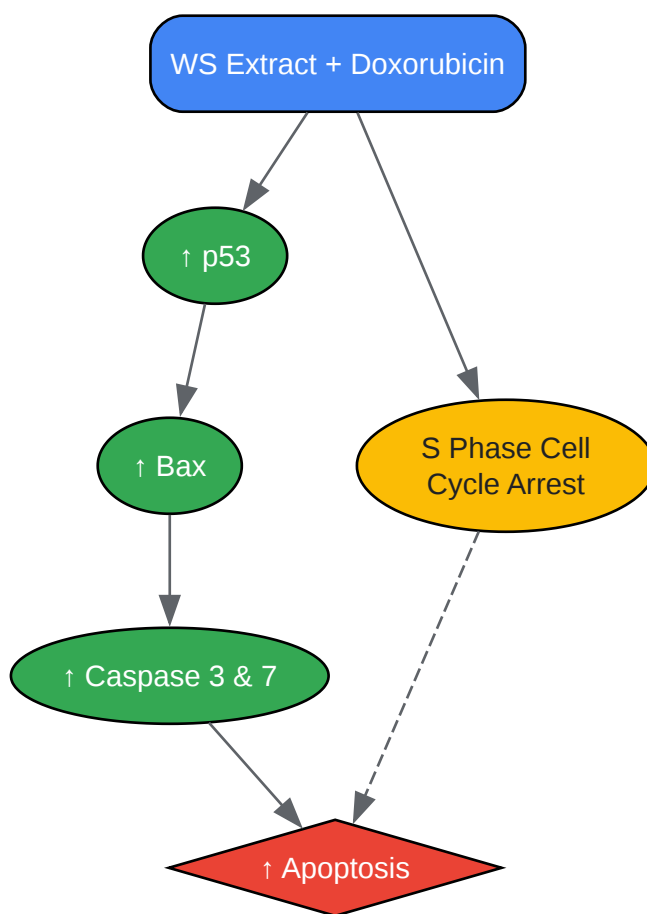 WS Extract + Doxorubicin
↑ p53
↑ Bax
S Phase Cell
Cycle Arrest
↑ Caspase 3 & 7
↑ Apoptosis